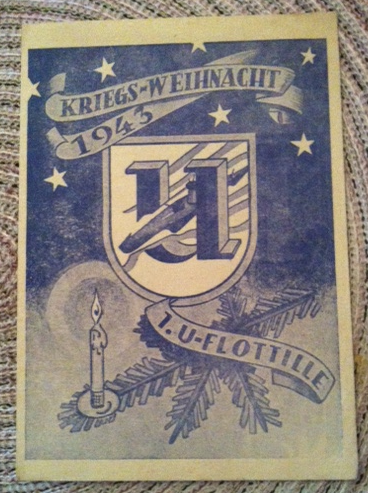 KRIEGS-WEIHNACHT
1943
U
1. U-FLOTTILLE